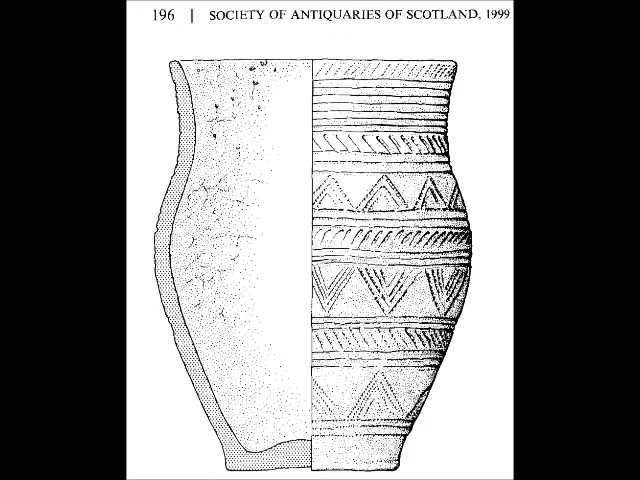 196 | SOCIETY OF ANTIQUARIES OF SCOTLAND, 1999